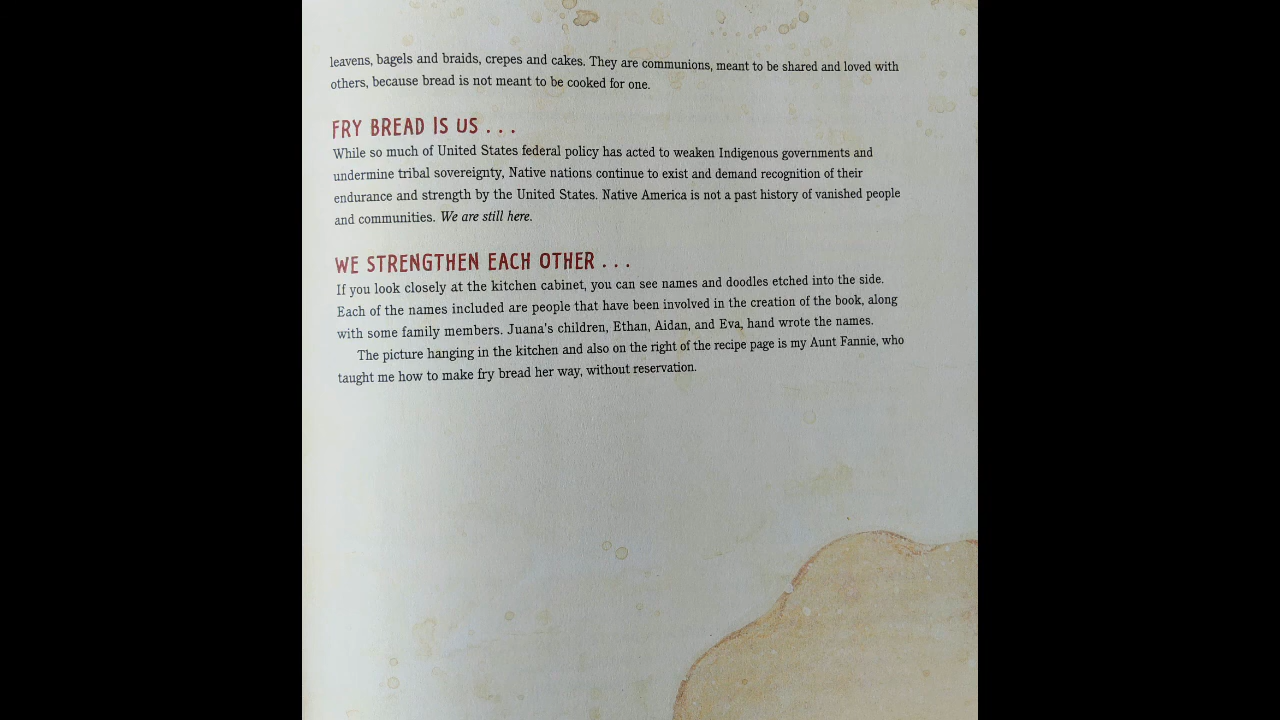 leavens, bagels and braids, crepes and cakes. They are communions, meant to be shared and loved with
others, because bread is not meant to be cooked for one.
FRY BREAD IS US . . .
While so much of United States federal policy has acted to weaken Indigenous governments and
undermine tribal sovereignty, Native nations continue to exist and demand recognition of their
endurance and strength by the United States. Native America is not a past history of vanished people
and communities. We are still here.
WE STRENGTHEN EACH OTHER . . .
If you look closely at the kitchen cabinet, you can see names and doodles etched into the side.
Each of the names included are people that have been involved in the creation of the book, along
with some family members. Juana's children, Ethan, Aidan, and Eva, hand wrote the names.
The picture hanging in the kitchen and also on the right of the recipe page is my Aunt Fannie, who
taught me how to make fry bread her way, without reservation.